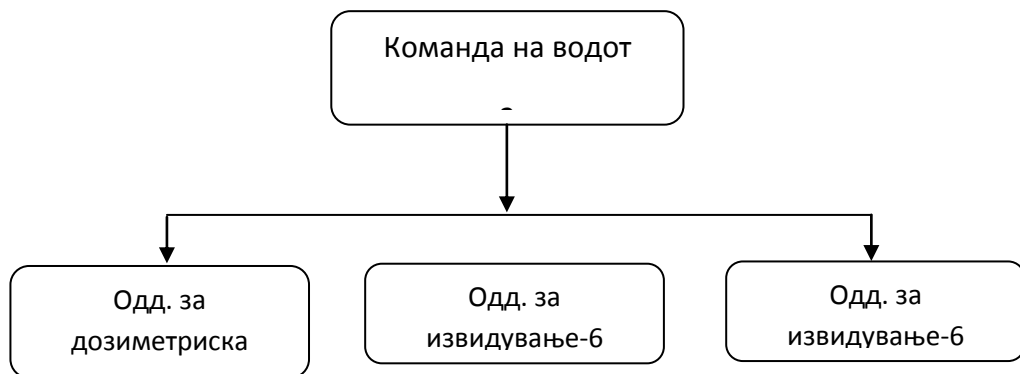 Команда на водот
Одд. за
дозиметриска
Одд. за
извидување-6
Одд. за
извидување-6